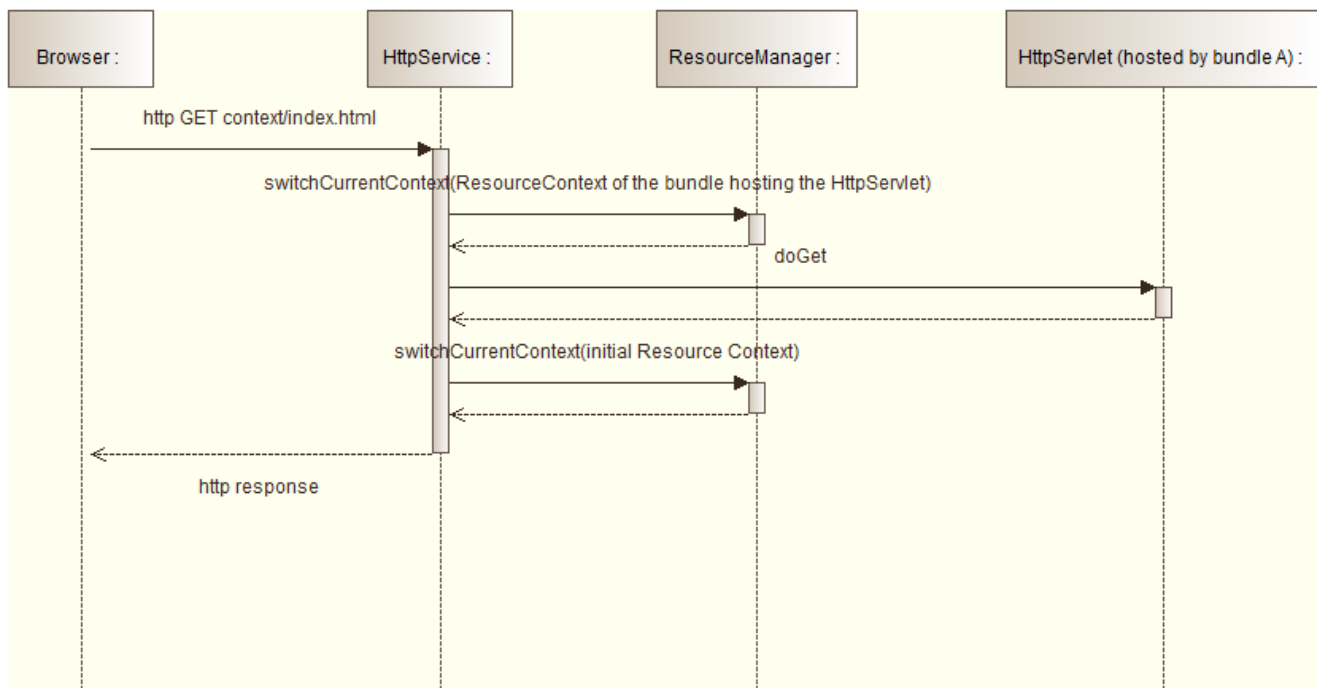 Browser :
HttpService :
ResourceManager :
HttpServlet (hosted by bundle A) :
http GET context/index.html
switchCurrentContext(ResourceContext of the bundle hosting the HttpServlet)
doGet
switchCurrentContext(initial Resource Context)
http response